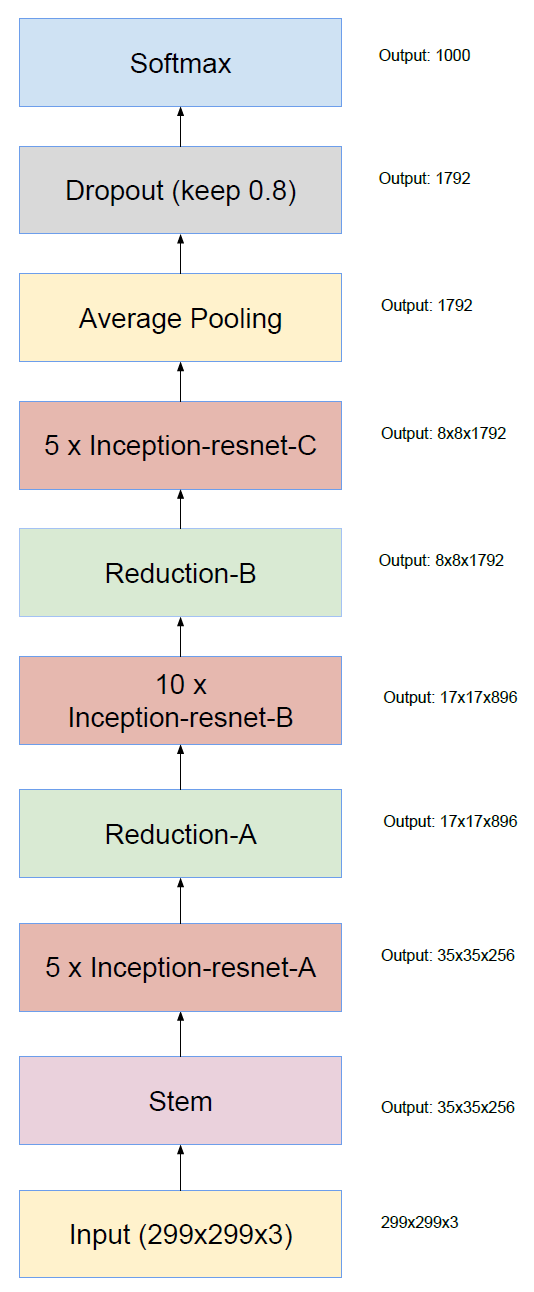 Softmax
Output: 1000
Dropout (keep 0.8)
Output: 1792
Average Pooling
Output: 1792
5 x Inception-resnet-C
Output: 8x8x1792
Reduction-B
Output: 8x8x1792
10 x
Inception-resnet-B
Output: 17x17x896
Reduction-A
Output: 17x17x896
5 x Inception-resnet-A
Output: 35x35x256
Stem
Output: 35x35x256
Input (299x299x3)
299x299x3